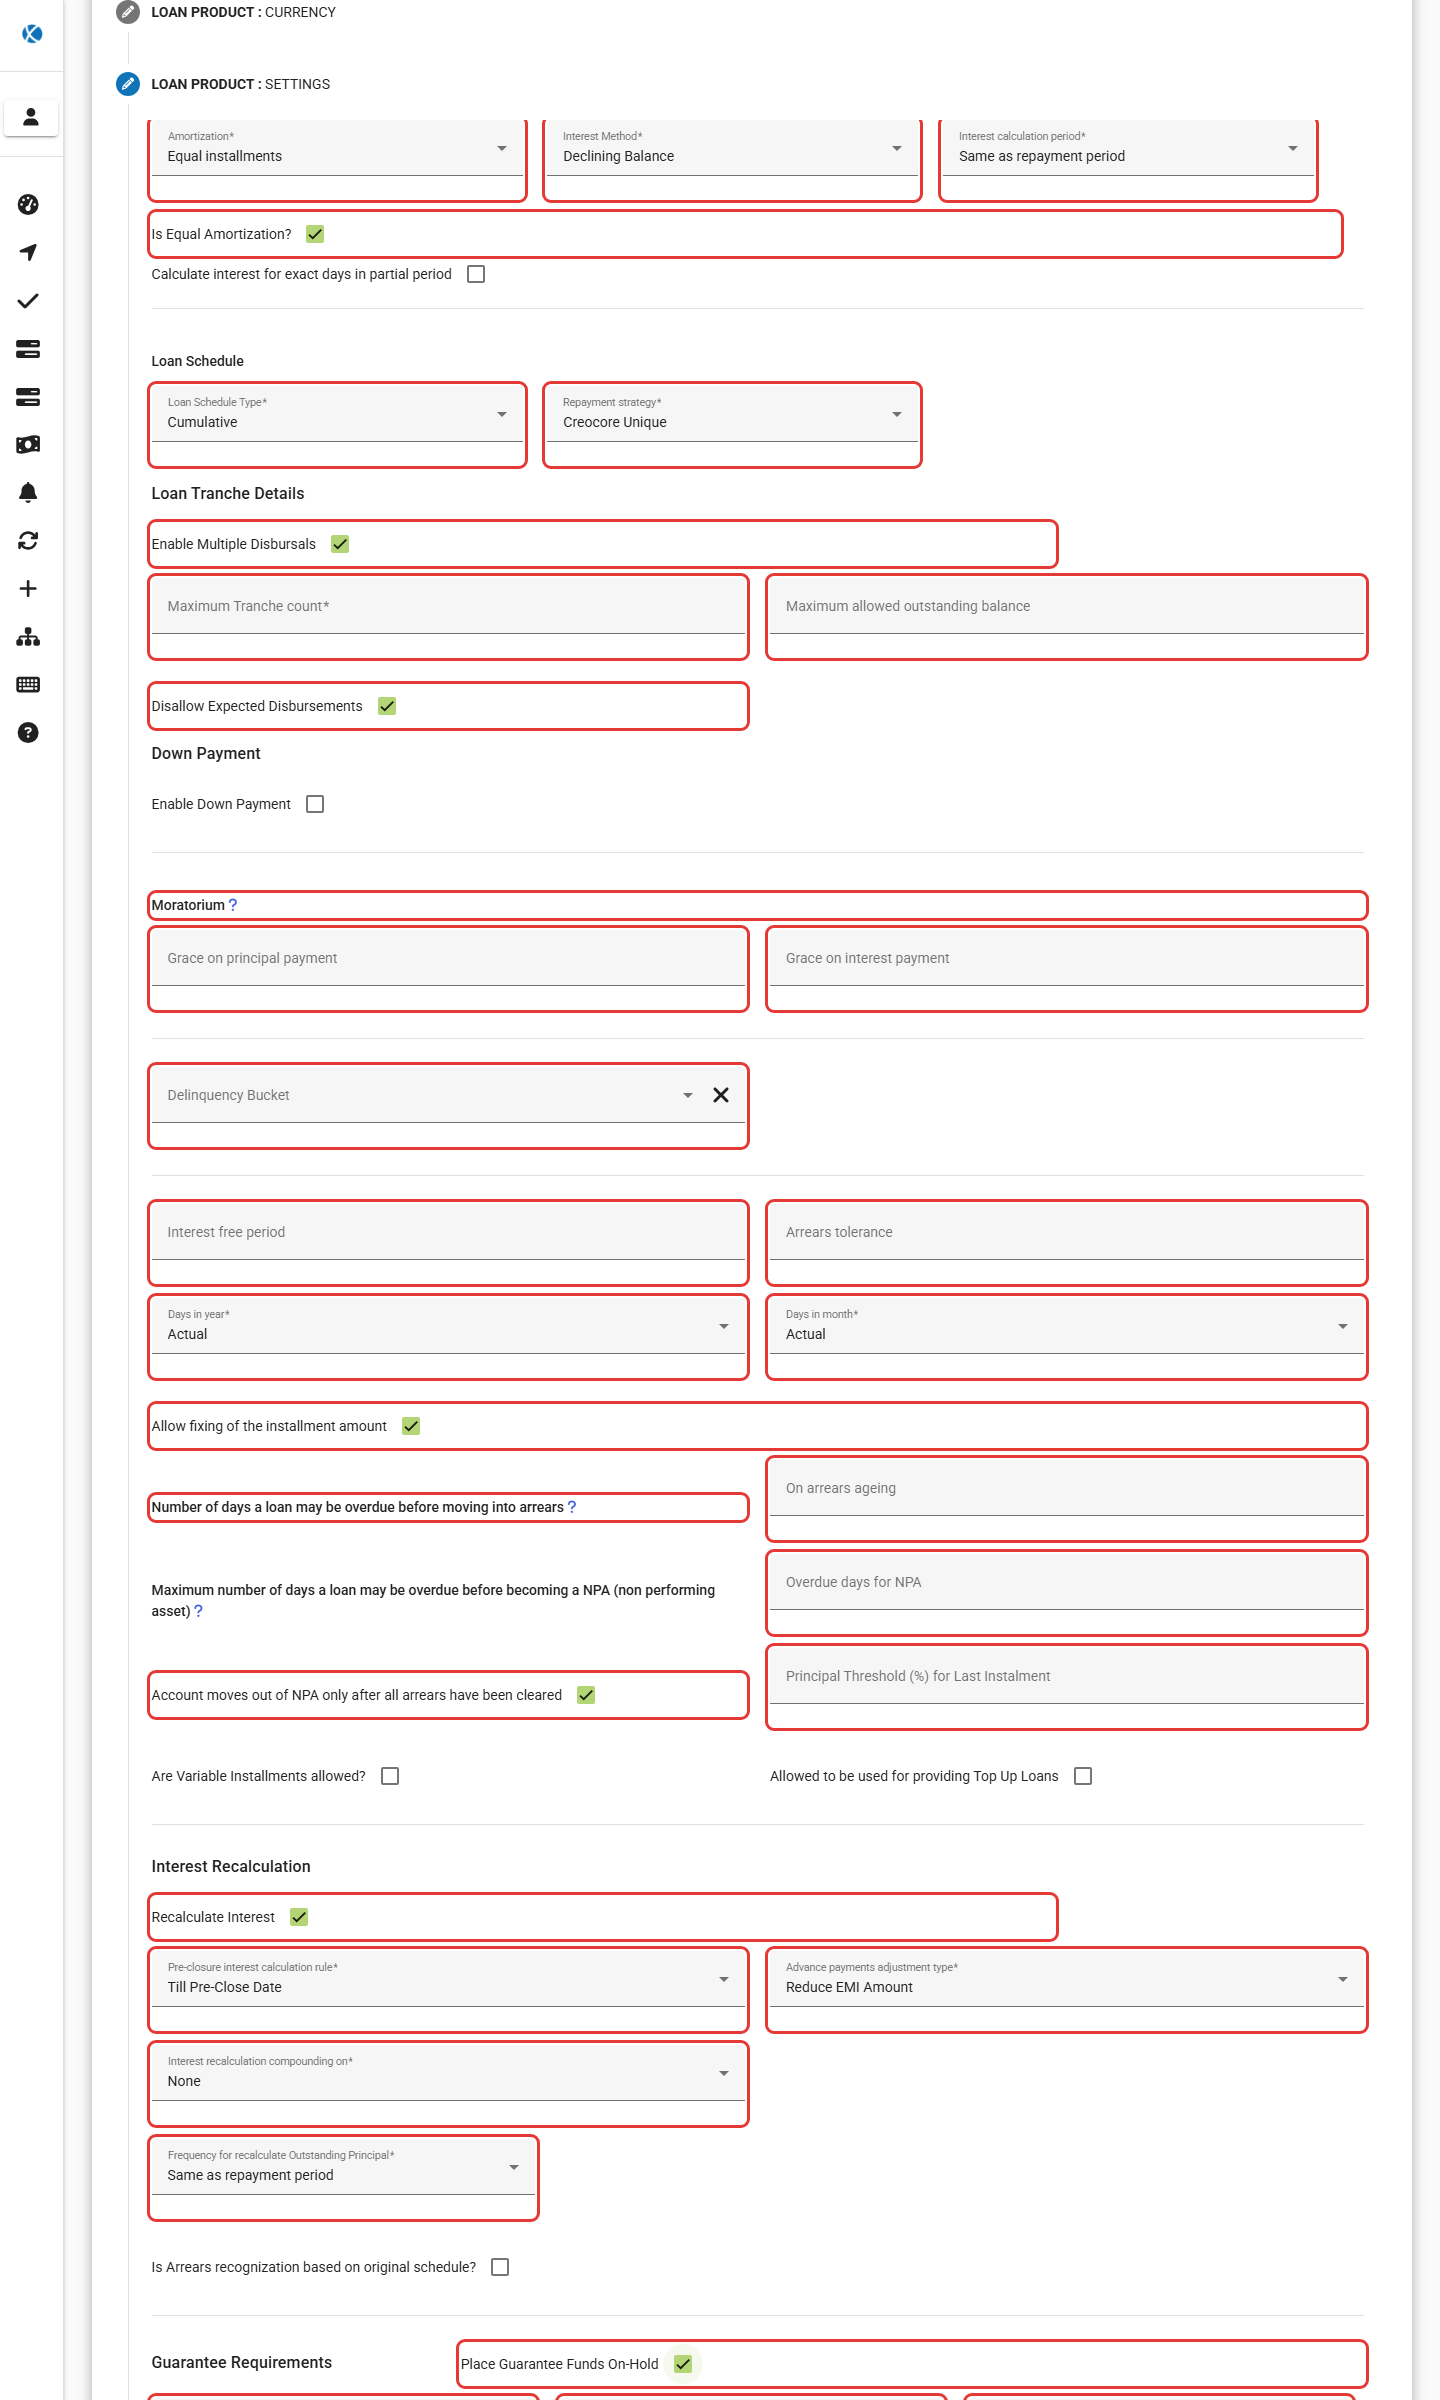 LOAN PRODUCT : CURRENCY
LOAN PRODUCT : SETTINGS
Amortization* Interest Method* Interest calculation period*
Equal installments Declining Balance Same as repayment period
Is Equal Amortization?
Calculate interest for exact days in partial period
Loan Schedule
Loan Schedule Type* Repayment strategy*
Cumulative Creocore Unique
Loan Tranche Details
Enable Multiple Disbursals
Maximum Tranche count* Maximum allowed outstanding balance
Disallow Expected Disbursements
Down Payment
Enable Down Payment
Moratorium ?
Grace on principal payment Grace on interest payment
Delinquency Bucket
Interest free period Arrears tolerance
Days in year* Days in month*
Actual Actual
Allow fixing of the installment amount
On arrears ageing
Number of days a loan may be overdue before moving into arrears ?
Overdue days for NPA
Maximum number of days a loan may be overdue before becoming a NPA (non performing
asset) ?
Principal Threshold (%) for Last Instalment
Account moves out of NPA only after all arrears have been cleared
Are Variable Installments allowed? Allowed to be used for providing Top Up Loans
Interest Recalculation
Recalculate Interest
Pre-closure interest calculation rule* Advance payments adjustment type*
Till Pre-Close Date Reduce EMI Amount
Interest recalculation compounding on*
None
Frequency for recalculate Outstanding Principal*
Same as repayment period
Is Arrears recognization based on original schedule?
Guarantee Requirements Place Guarantee Funds On-Hold